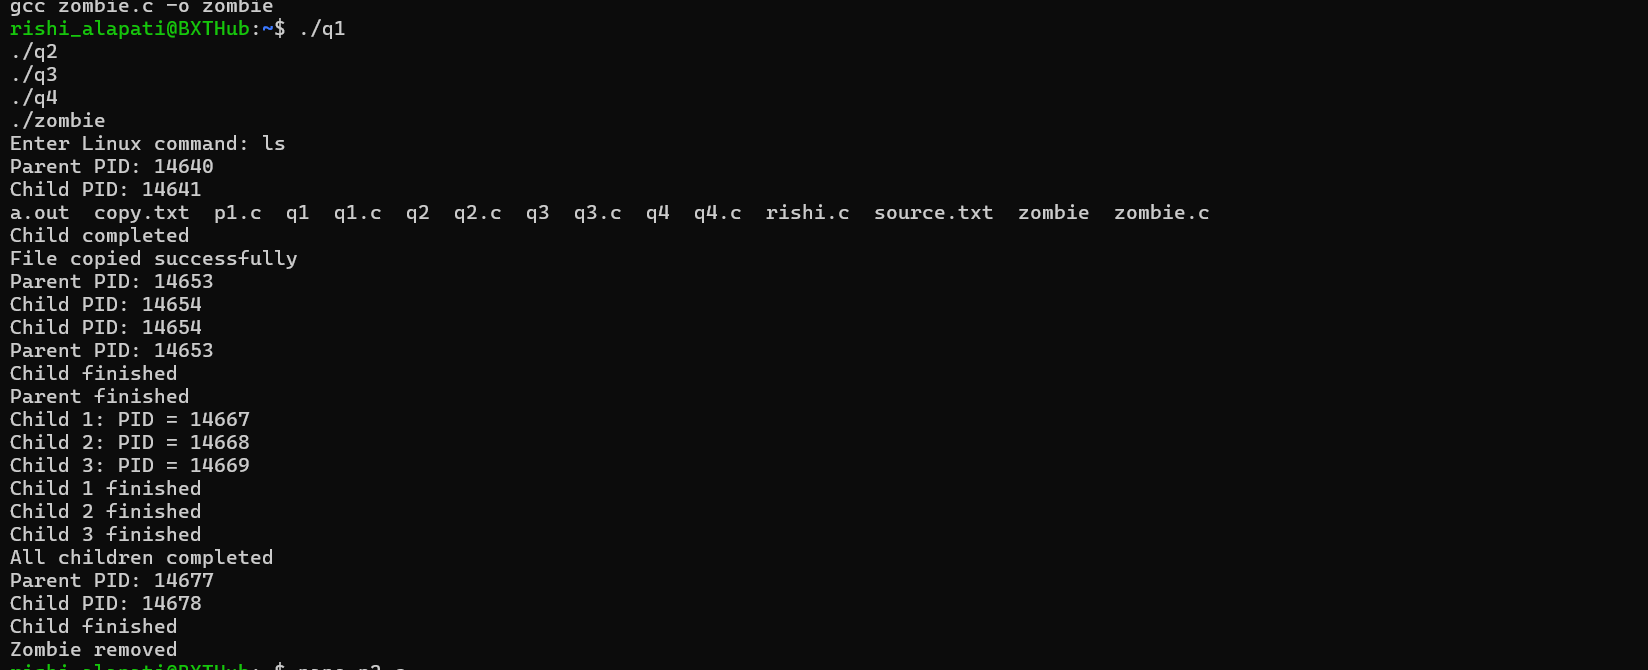 gcc zombie.c -o zombie
rishi_alapati@BXTHub:~$ ./q1
./q2
./q3
./q4
./zombie
Enter Linux command: ls
Parent PID: 14640
Child PID: 14641
a.out  copy.txt  p1.c  q1  q1.c  q2  q2.c  q3  q3.c  q4  q4.c  rishi.c  source.txt  zombie  zombie.c
Child completed
File copied successfully
Parent PID: 14653
Child PID: 14654
Child PID: 14654
Parent PID: 14653
Child finished
Parent finished
Child 1: PID = 14667
Child 2: PID = 14668
Child 3: PID = 14669
Child 1 finished
Child 2 finished
Child 3 finished
All children completed
Parent PID: 14677
Child PID: 14678
Child finished
Zombie removed
rishi_alapati@BXTHub:~$